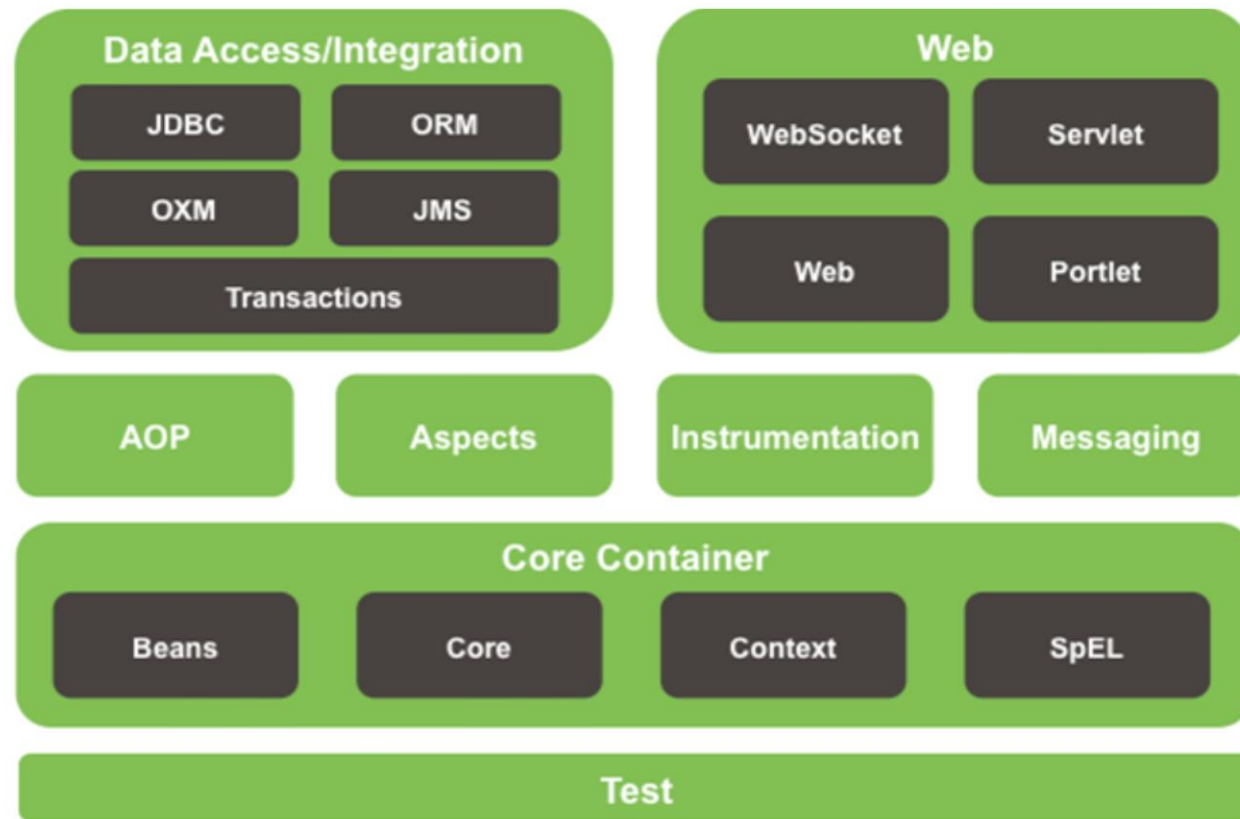 Data Access/Integration
JDBC
ORM
OXM
JMS
Transactions
Web
WebSocket
Servlet
Web
Portlet
AOP
Aspects
Instrumentation
Messaging
Core Container
Beans
Core
Context
SpEL
Test